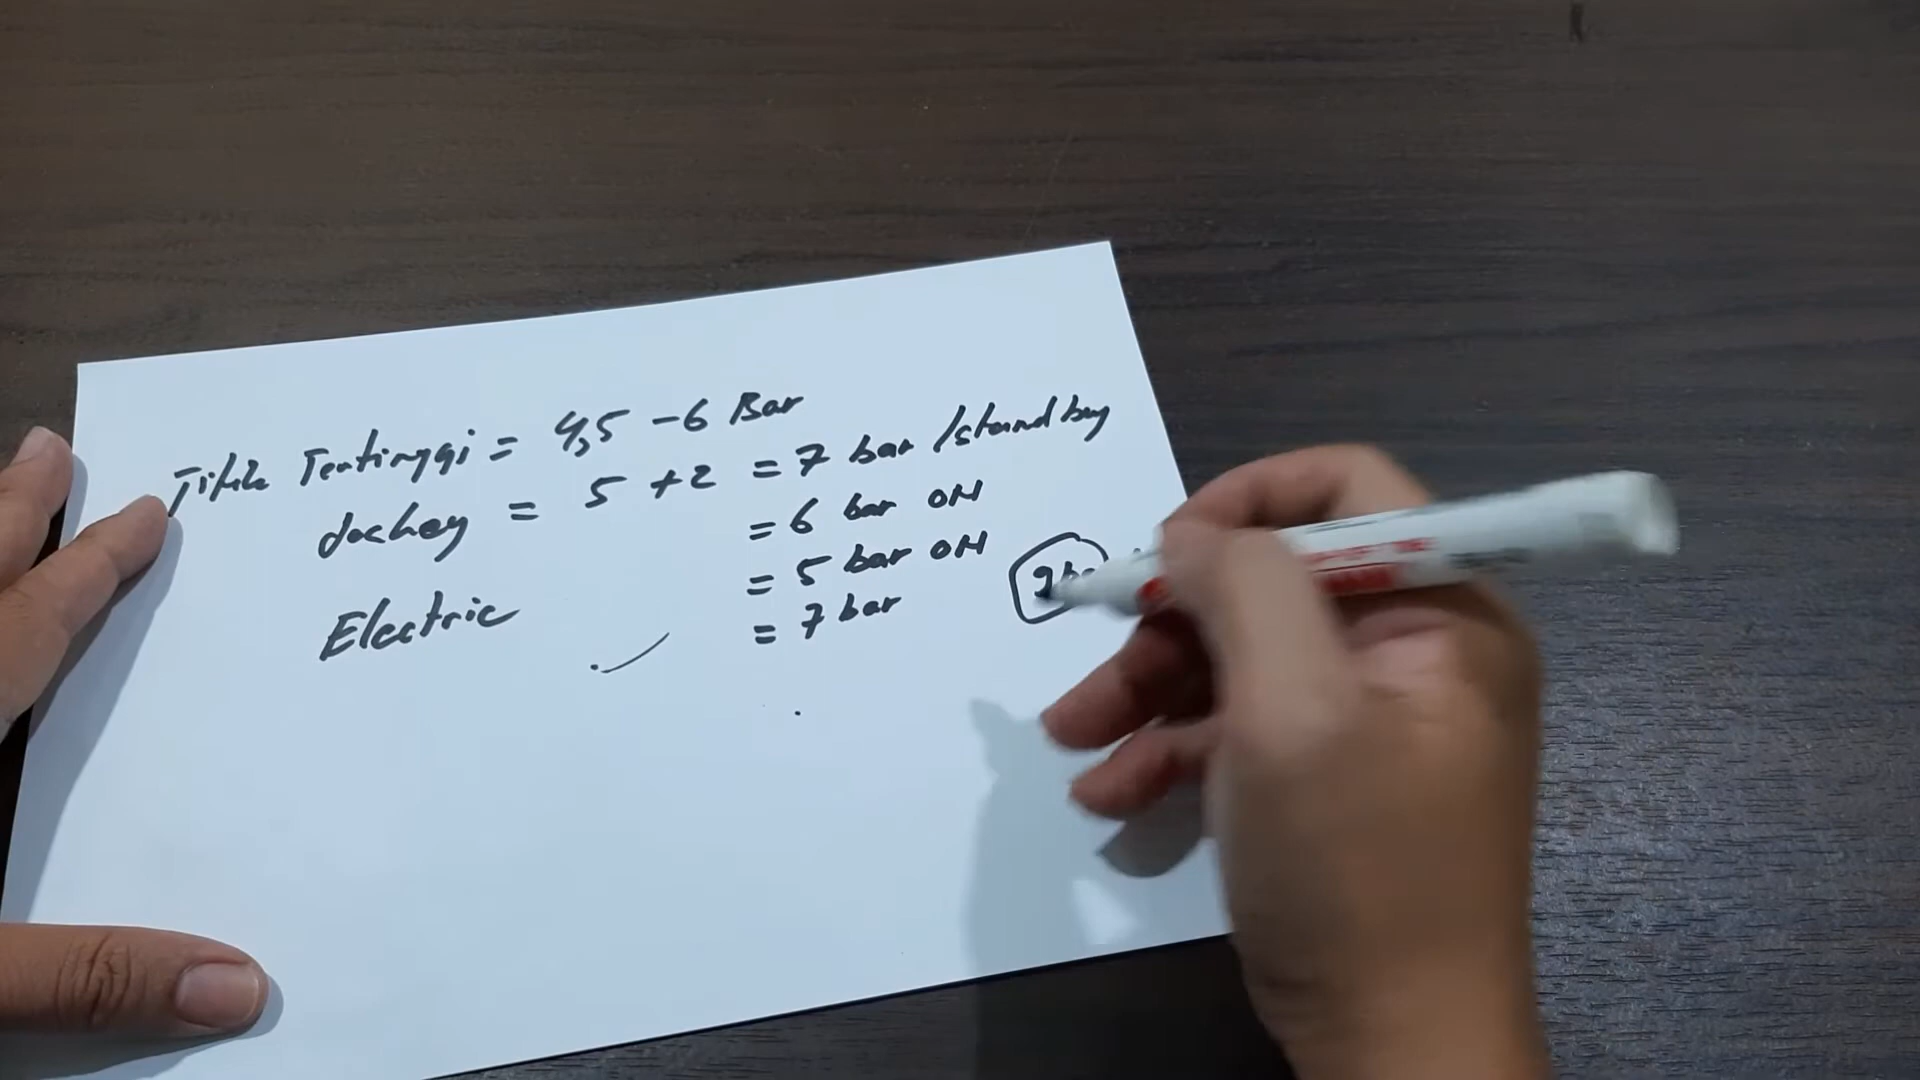 Titik Tertinggi = 4,5 - 6 Bar
Jockey = 5 + 2 = 7 bar / standby
= 6 bar ON
Electric = 5 bar ON
= 7 bar